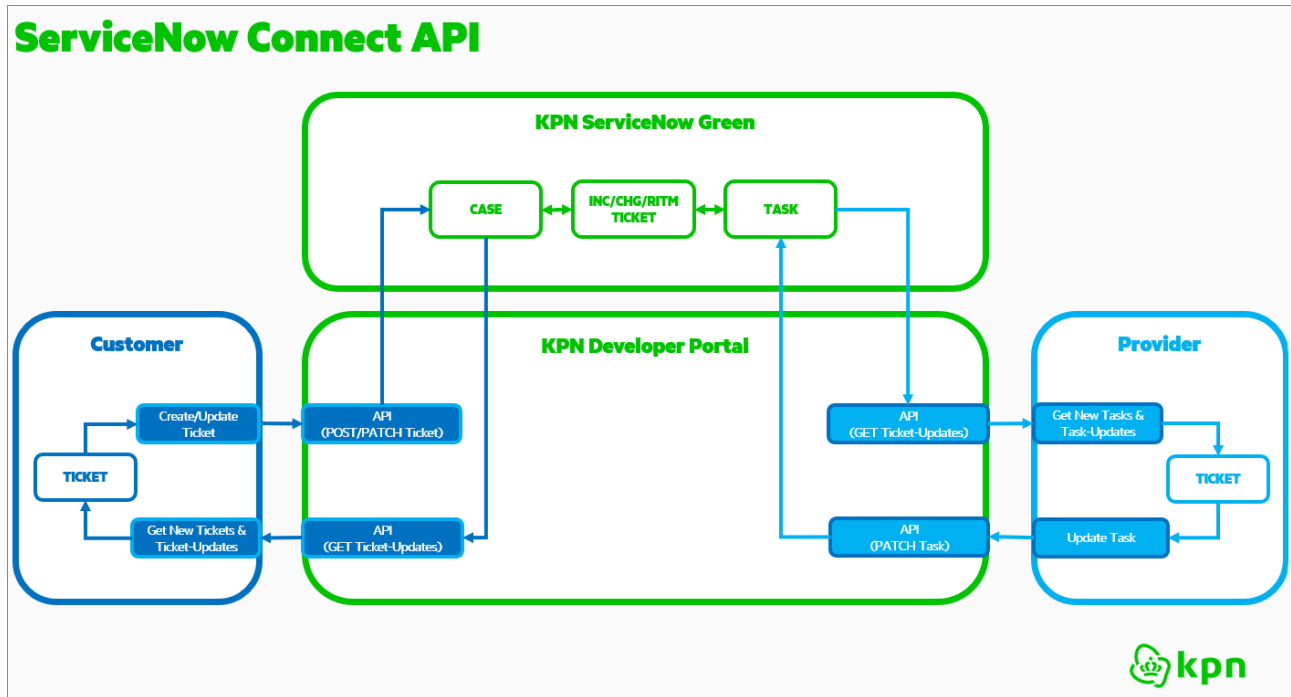 ServiceNow Connect API
KPN ServiceNow Green
CASE
INC/CHG/RITM
TICKET
TASK
Customer
Create/Update
Ticket
TICKET
Get New Tickets &
Ticket-Updates
KPN Developer Portal
API
(POST/PATCH Ticket)
API
(GET Ticket-Updates)
API
(GET Ticket-Updates)
API
(PATCH Task)
Provider
Get New Tasks &
Task-Updates
TICKET
Update Task
kpn